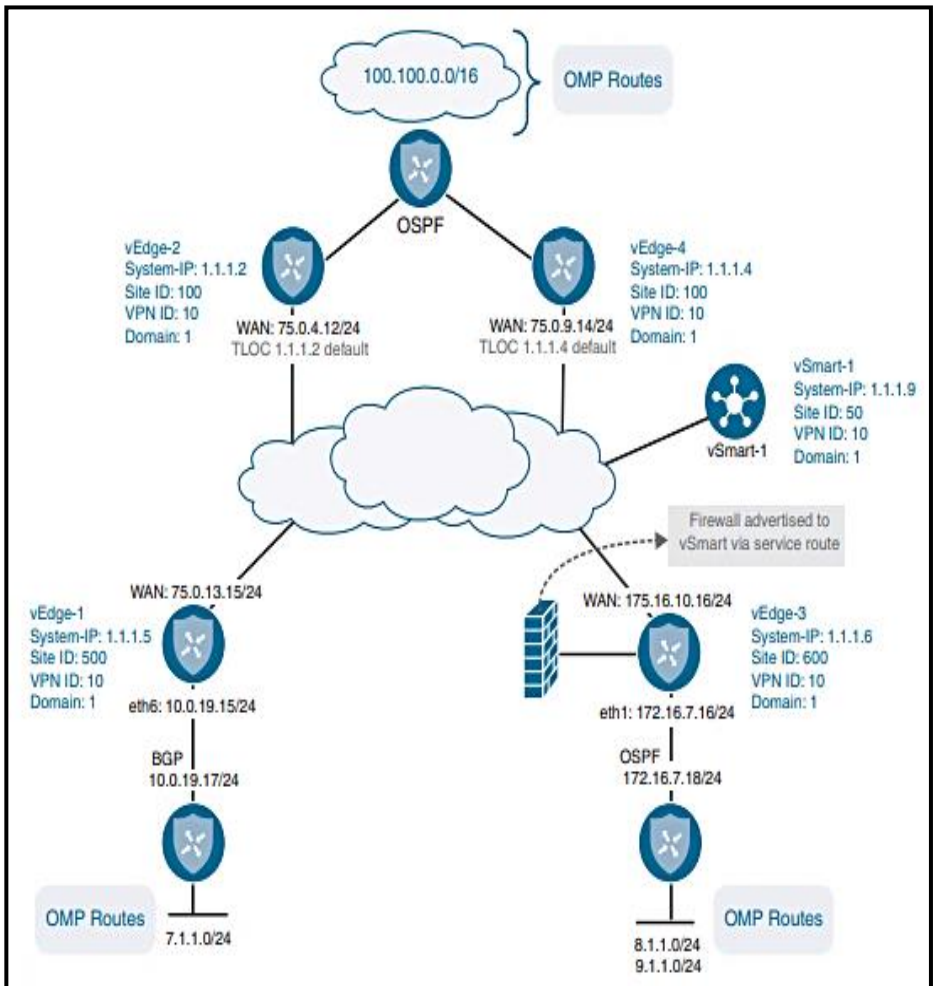 100.100.0.0/16
OMP Routes
OSPF
vEdge-2
System-IP: 1.1.1.2
Site ID: 100
VPN ID: 10
Domain: 1
WAN: 75.0.4.12/24
TLOC 1.1.1.2 default
vEdge-4
System-IP: 1.1.1.4
Site ID: 100
VPN ID: 10
Domain: 1
WAN: 75.0.9.14/24
TLOC 1.1.1.4 default
vSmart-1
System-IP: 1.1.1.9
Site ID: 50
VPN ID: 10
Domain: 1
vSmart-1
Firewall advertised to
vSmart via service route
WAN: 75.0.13.15/24
vEdge-1
System-IP: 1.1.1.5
Site ID: 500
VPN ID: 10
Domain: 1
eth6: 10.0.19.15/24
BGP
10.0.19.17/24
OMP Routes
7.1.1.0/24
WAN: 175.16.10.16/24
vEdge-3
System-IP: 1.1.1.6
Site ID: 600
VPN ID: 10
Domain: 1
eth1: 172.16.7.16/24
OSPF
172.16.7.18/24
OMP Routes
8.1.1.0/24
9.1.1.0/24